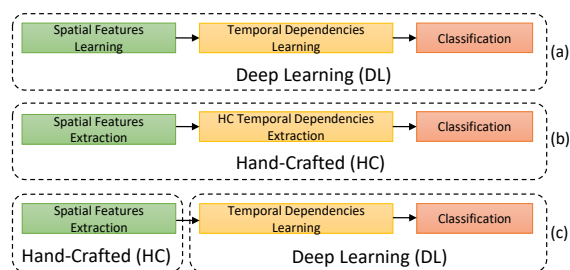 Spatial Features
Learning
Temporal Dependencies
Learning
Classification
(a)
Deep Learning (DL)
Spatial Features
Extraction
HC Temporal Dependencies
Extraction
Classification
(b)
Hand-Crafted (HC)
Spatial Features
Extraction
Temporal Dependencies
Learning
Classification
(c)
Hand-Crafted (HC)
Deep Learning (DL)